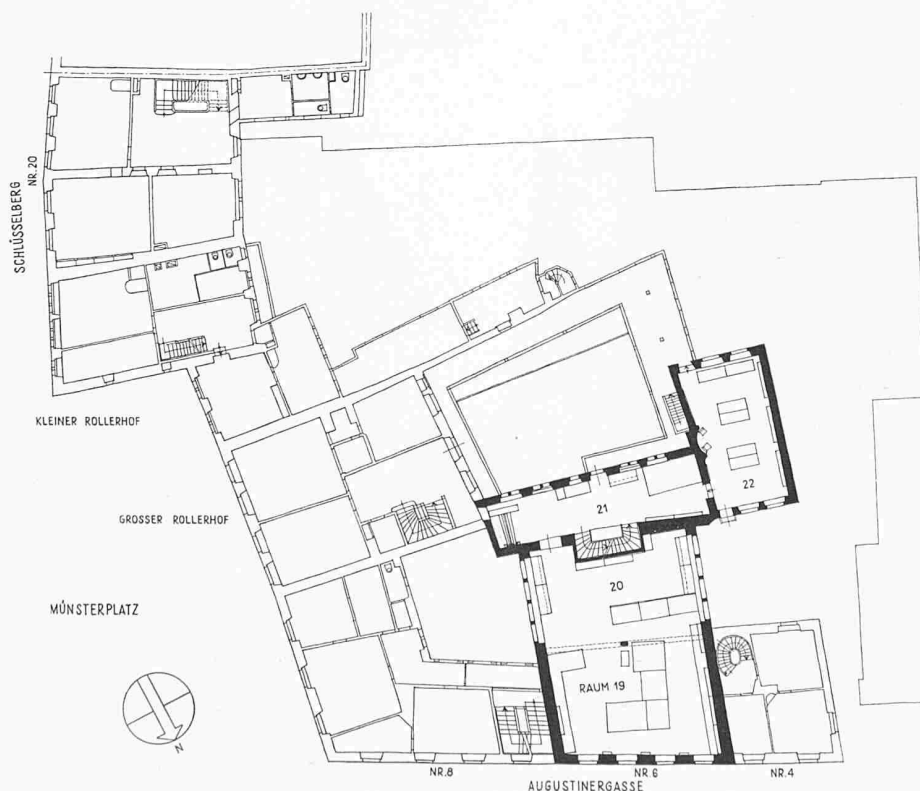 SCHLÜSSELBERG
NR.20
KLEINER ROLLERHOF
GROSSER ROLLERHOF
MÜNSTERPLATZ
22
21
20
RAUM 19
N
NR.8
NR.6
NR.4
AUGUSTINERGASSE